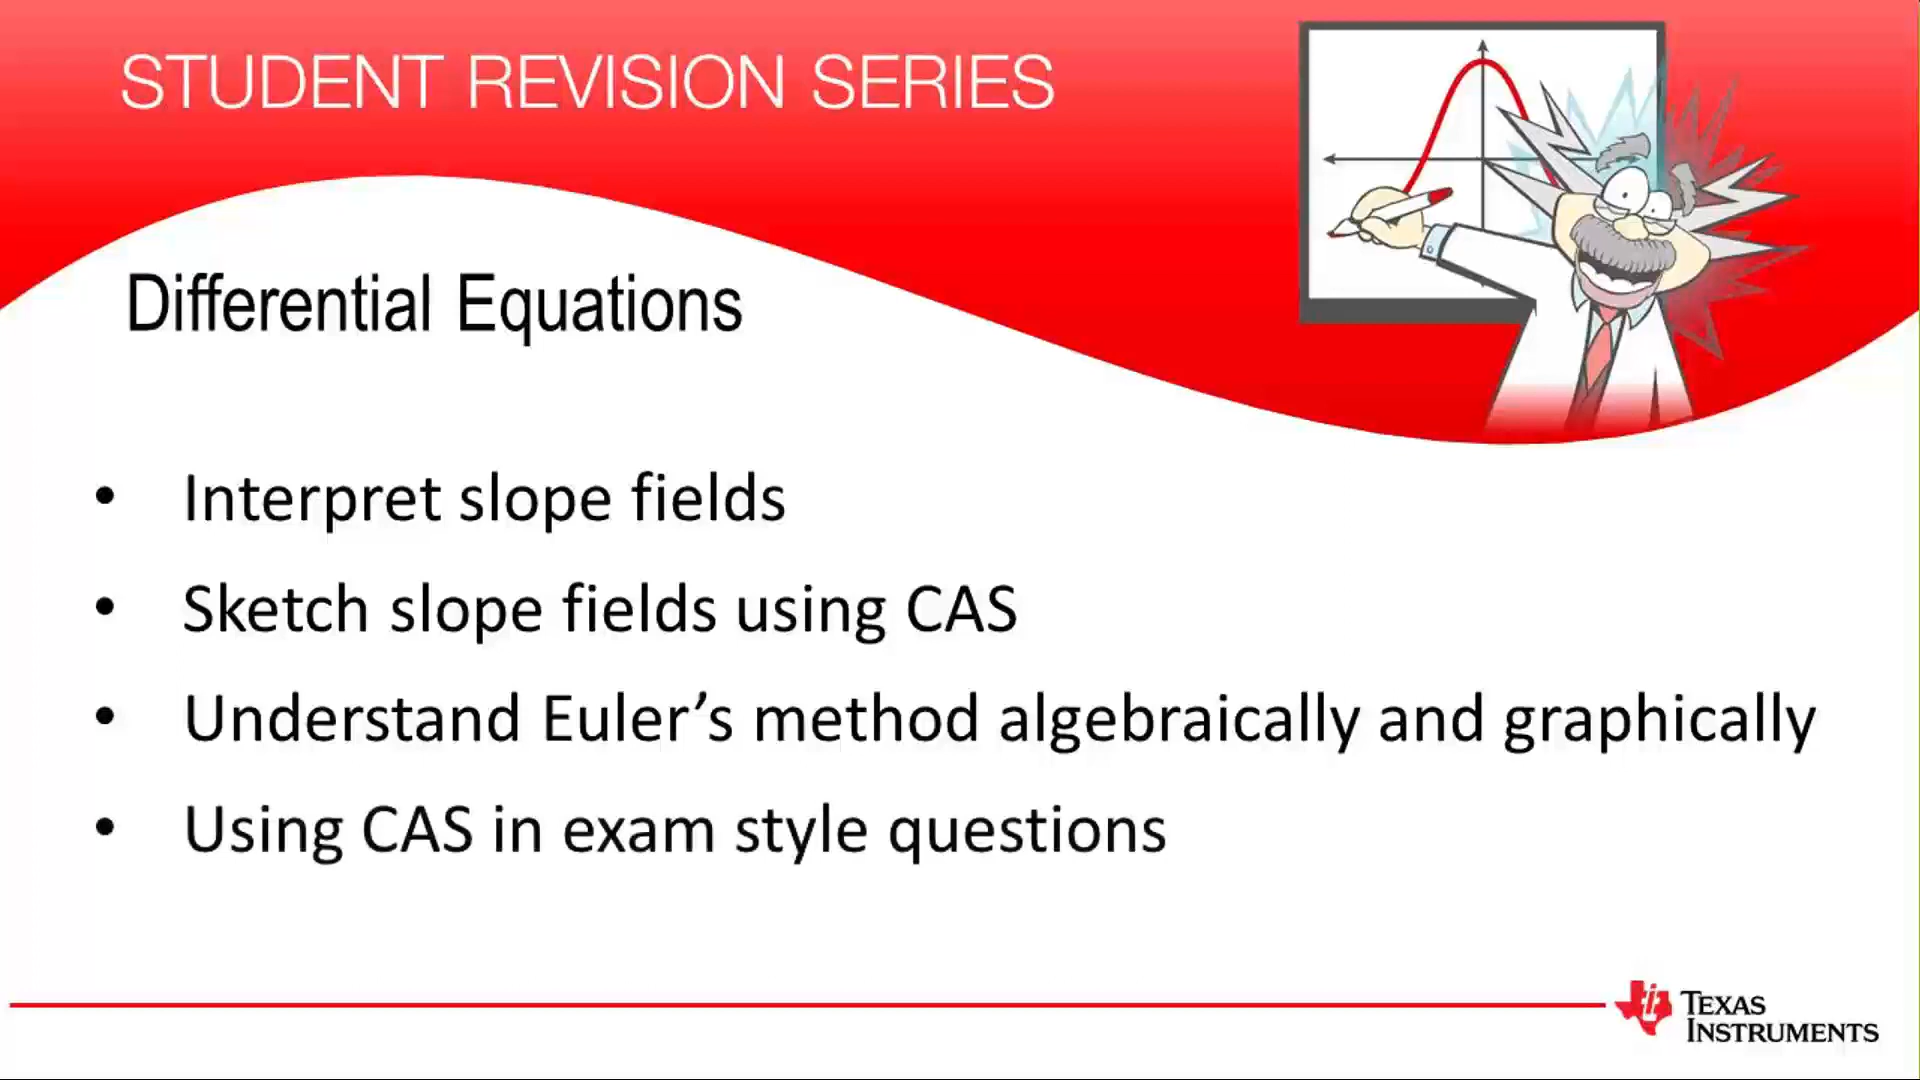 STUDENT REVISION SERIES
Differential Equations
• Interpret slope fields
• Sketch slope fields using CAS
• Understand Euler’s method algebraically and graphically
• Using CAS in exam style questions
TEXAS
INSTRUMENTS